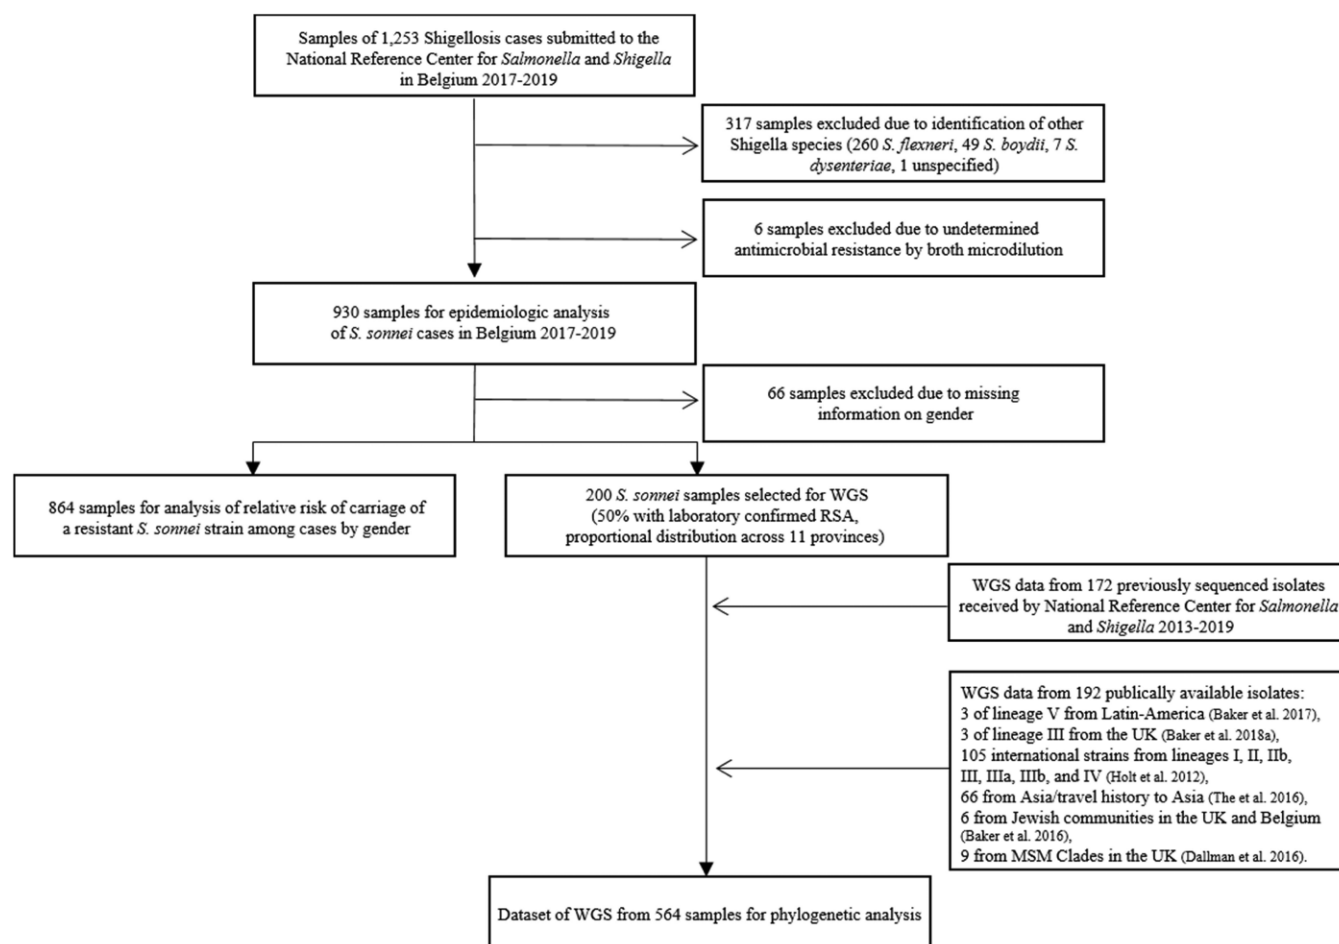 Samples of 1,253 Shigellosis cases submitted to the
National Reference Center for Salmonella and Shigella
in Belgium 2017-2019
317 samples excluded due to identification of other
Shigella species (260 S. flexneri, 49 S. boydii, 7 S.
dysenteriae, 1 unspecified)
6 samples excluded due to undetermined
antimicrobial resistance by broth microdilution
930 samples for epidemiologic analysis
of S. sonnei cases in Belgium 2017-2019
66 samples excluded due to missing
information on gender
864 samples for analysis of relative risk of carriage of
a resistant S. sonnei strain among cases by gender
200 S. sonnei samples selected for WGS
(50% with laboratory confirmed RSA,
proportional distribution across 11 provinces)
WGS data from 172 previously sequenced isolates
received by National Reference Center for Salmonella
and Shigella 2013-2019
WGS data from 192 publically available isolates:
3 of lineage V from Latin-America (Baker et al. 2017),
3 of lineage III from the UK (Baker et al. 2018a),
105 international strains from lineages I, II, IIb,
III, IIIa, IIIb, and IV (Holt et al. 2012),
66 from Asia/travel history to Asia (The et al. 2016),
6 from Jewish communities in the UK and Belgium
(Baker et al. 2016),
9 from MSM Clades in the UK (Dallman et al. 2016).
Dataset of WGS from 564 samples for phylogenetic analysis